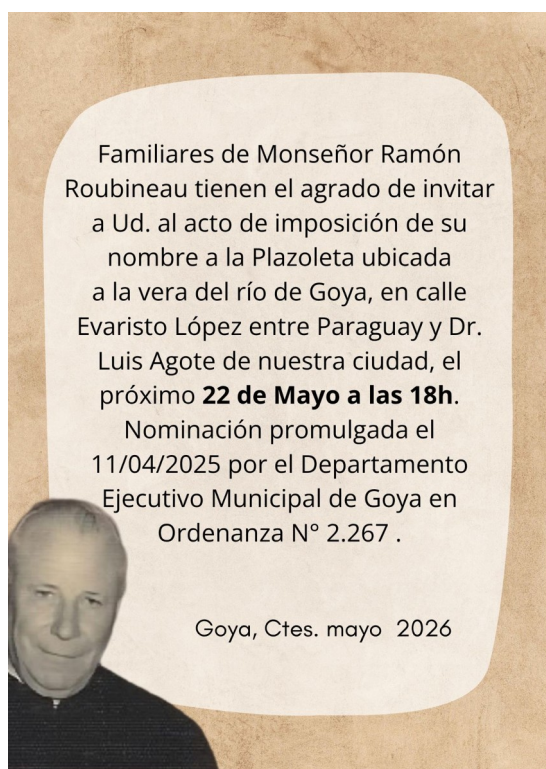 Familiares de Monseñor Ramón
Roubineau tienen el agrado de invitar
a Ud. al acto de imposición de su
nombre a la Plazoleta ubicada
a la vera del río de Goya, en calle
Evaristo López entre Paraguay y Dr.
Luis Agote de nuestra ciudad, el
próximo 22 de Mayo a las 18h.
Nominación promulgada el
11/04/2025 por el Departamento
Ejecutivo Municipal de Goya en
Ordenanza N° 2.267 .
Goya, Ctes. mayo 2026